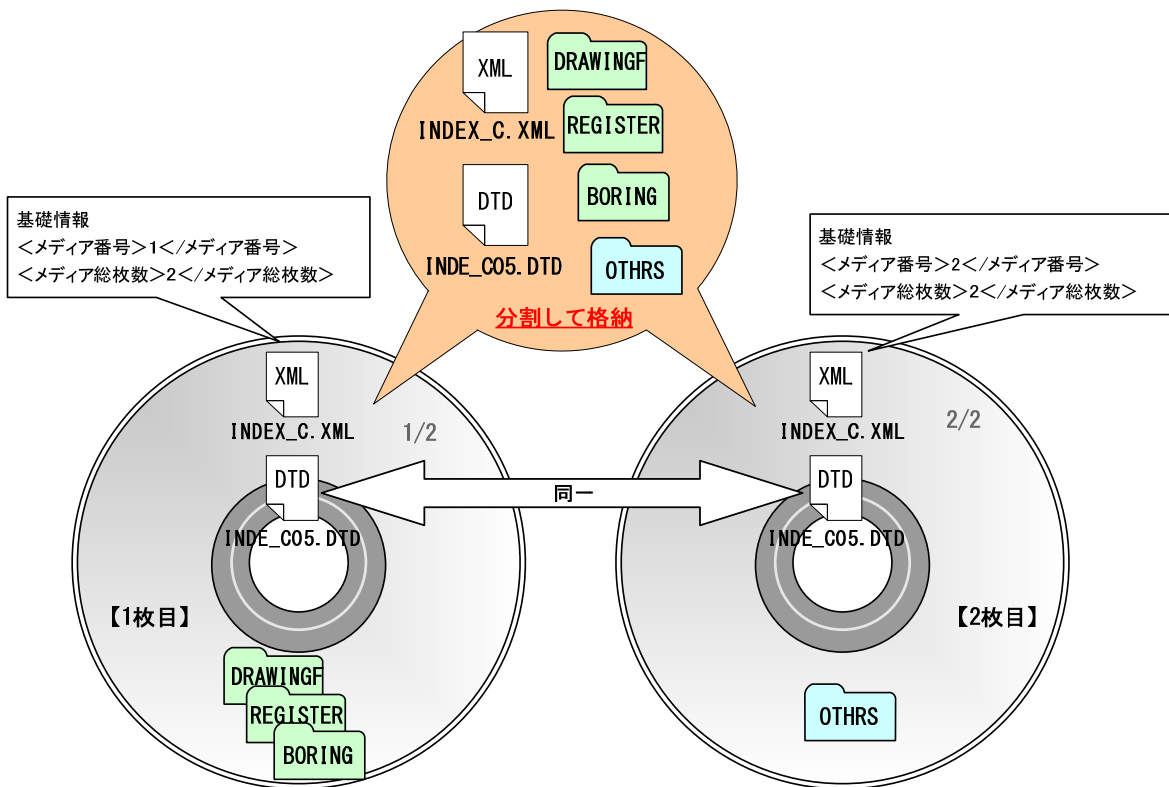 XML
INDEX_C.XML
DRAWINGF
REGISTER
DTD
INDE_C05.DTD
BORING
OTHRS
分割して格納
基礎情報
<メディア番号>1</メディア番号>
<メディア総枚数>2</メディア総枚数>
基礎情報
<メディア番号>2</メディア番号>
<メディア総枚数>2</メディア総枚数>
XML
INDEX_C.XML
1/2
DTD
INDE_C05.DTD
【1枚目】
DRAWINGF
REGISTER
BORING
同一
XML
INDEX_C.XML
2/2
DTD
INDE_C05.DTD
【2枚目】
OTHRS